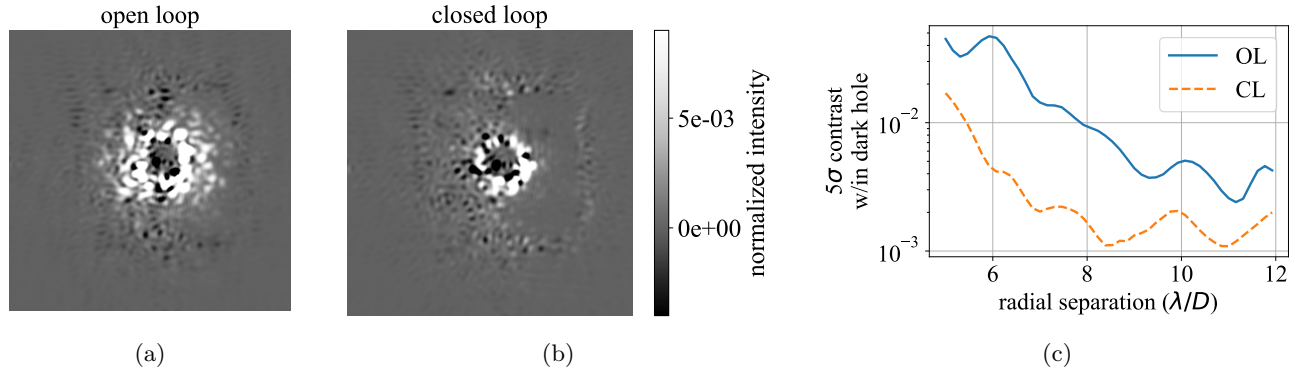 open loop
closed loop
5e-03
0e+00
normalized intensity
5σ contrast
w/in dark hole
10⁻²
10⁻³
OL
CL
6
8
10
12
radial separation (λ/D)
(a)
(b)
(c)